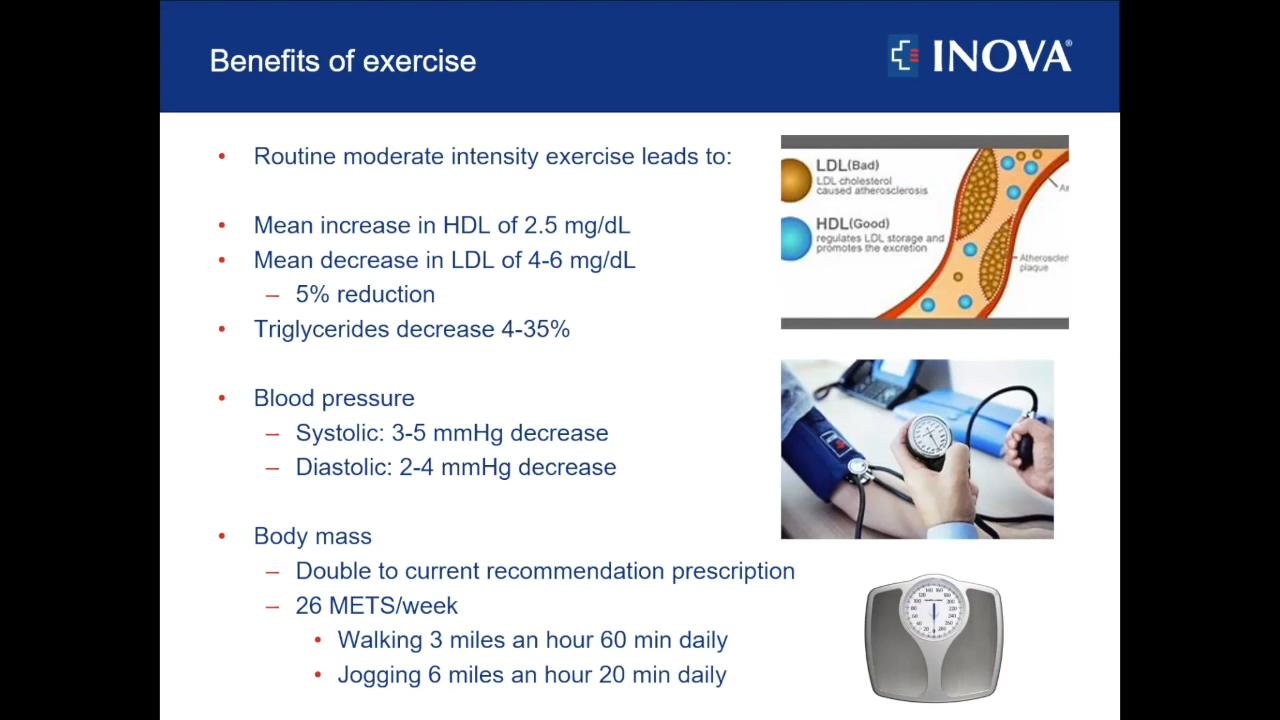 Benefits of exercise
INOVA®
• Routine moderate intensity exercise leads to:
• Mean increase in HDL of 2.5 mg/dL
• Mean decrease in LDL of 4-6 mg/dL
– 5% reduction
• Triglycerides decrease 4-35%
• Blood pressure
– Systolic: 3-5 mmHg decrease
– Diastolic: 2-4 mmHg decrease
• Body mass
– Double to current recommendation prescription
– 26 METS/week
• Walking 3 miles an hour 60 min daily
• Jogging 6 miles an hour 20 min daily
LDL(Bad)
LDL cholesterol
caused atherosclerosis
HDL(Good)
regulates LDL storage and
promotes the excretion
Ar
Atheroscler
plaque